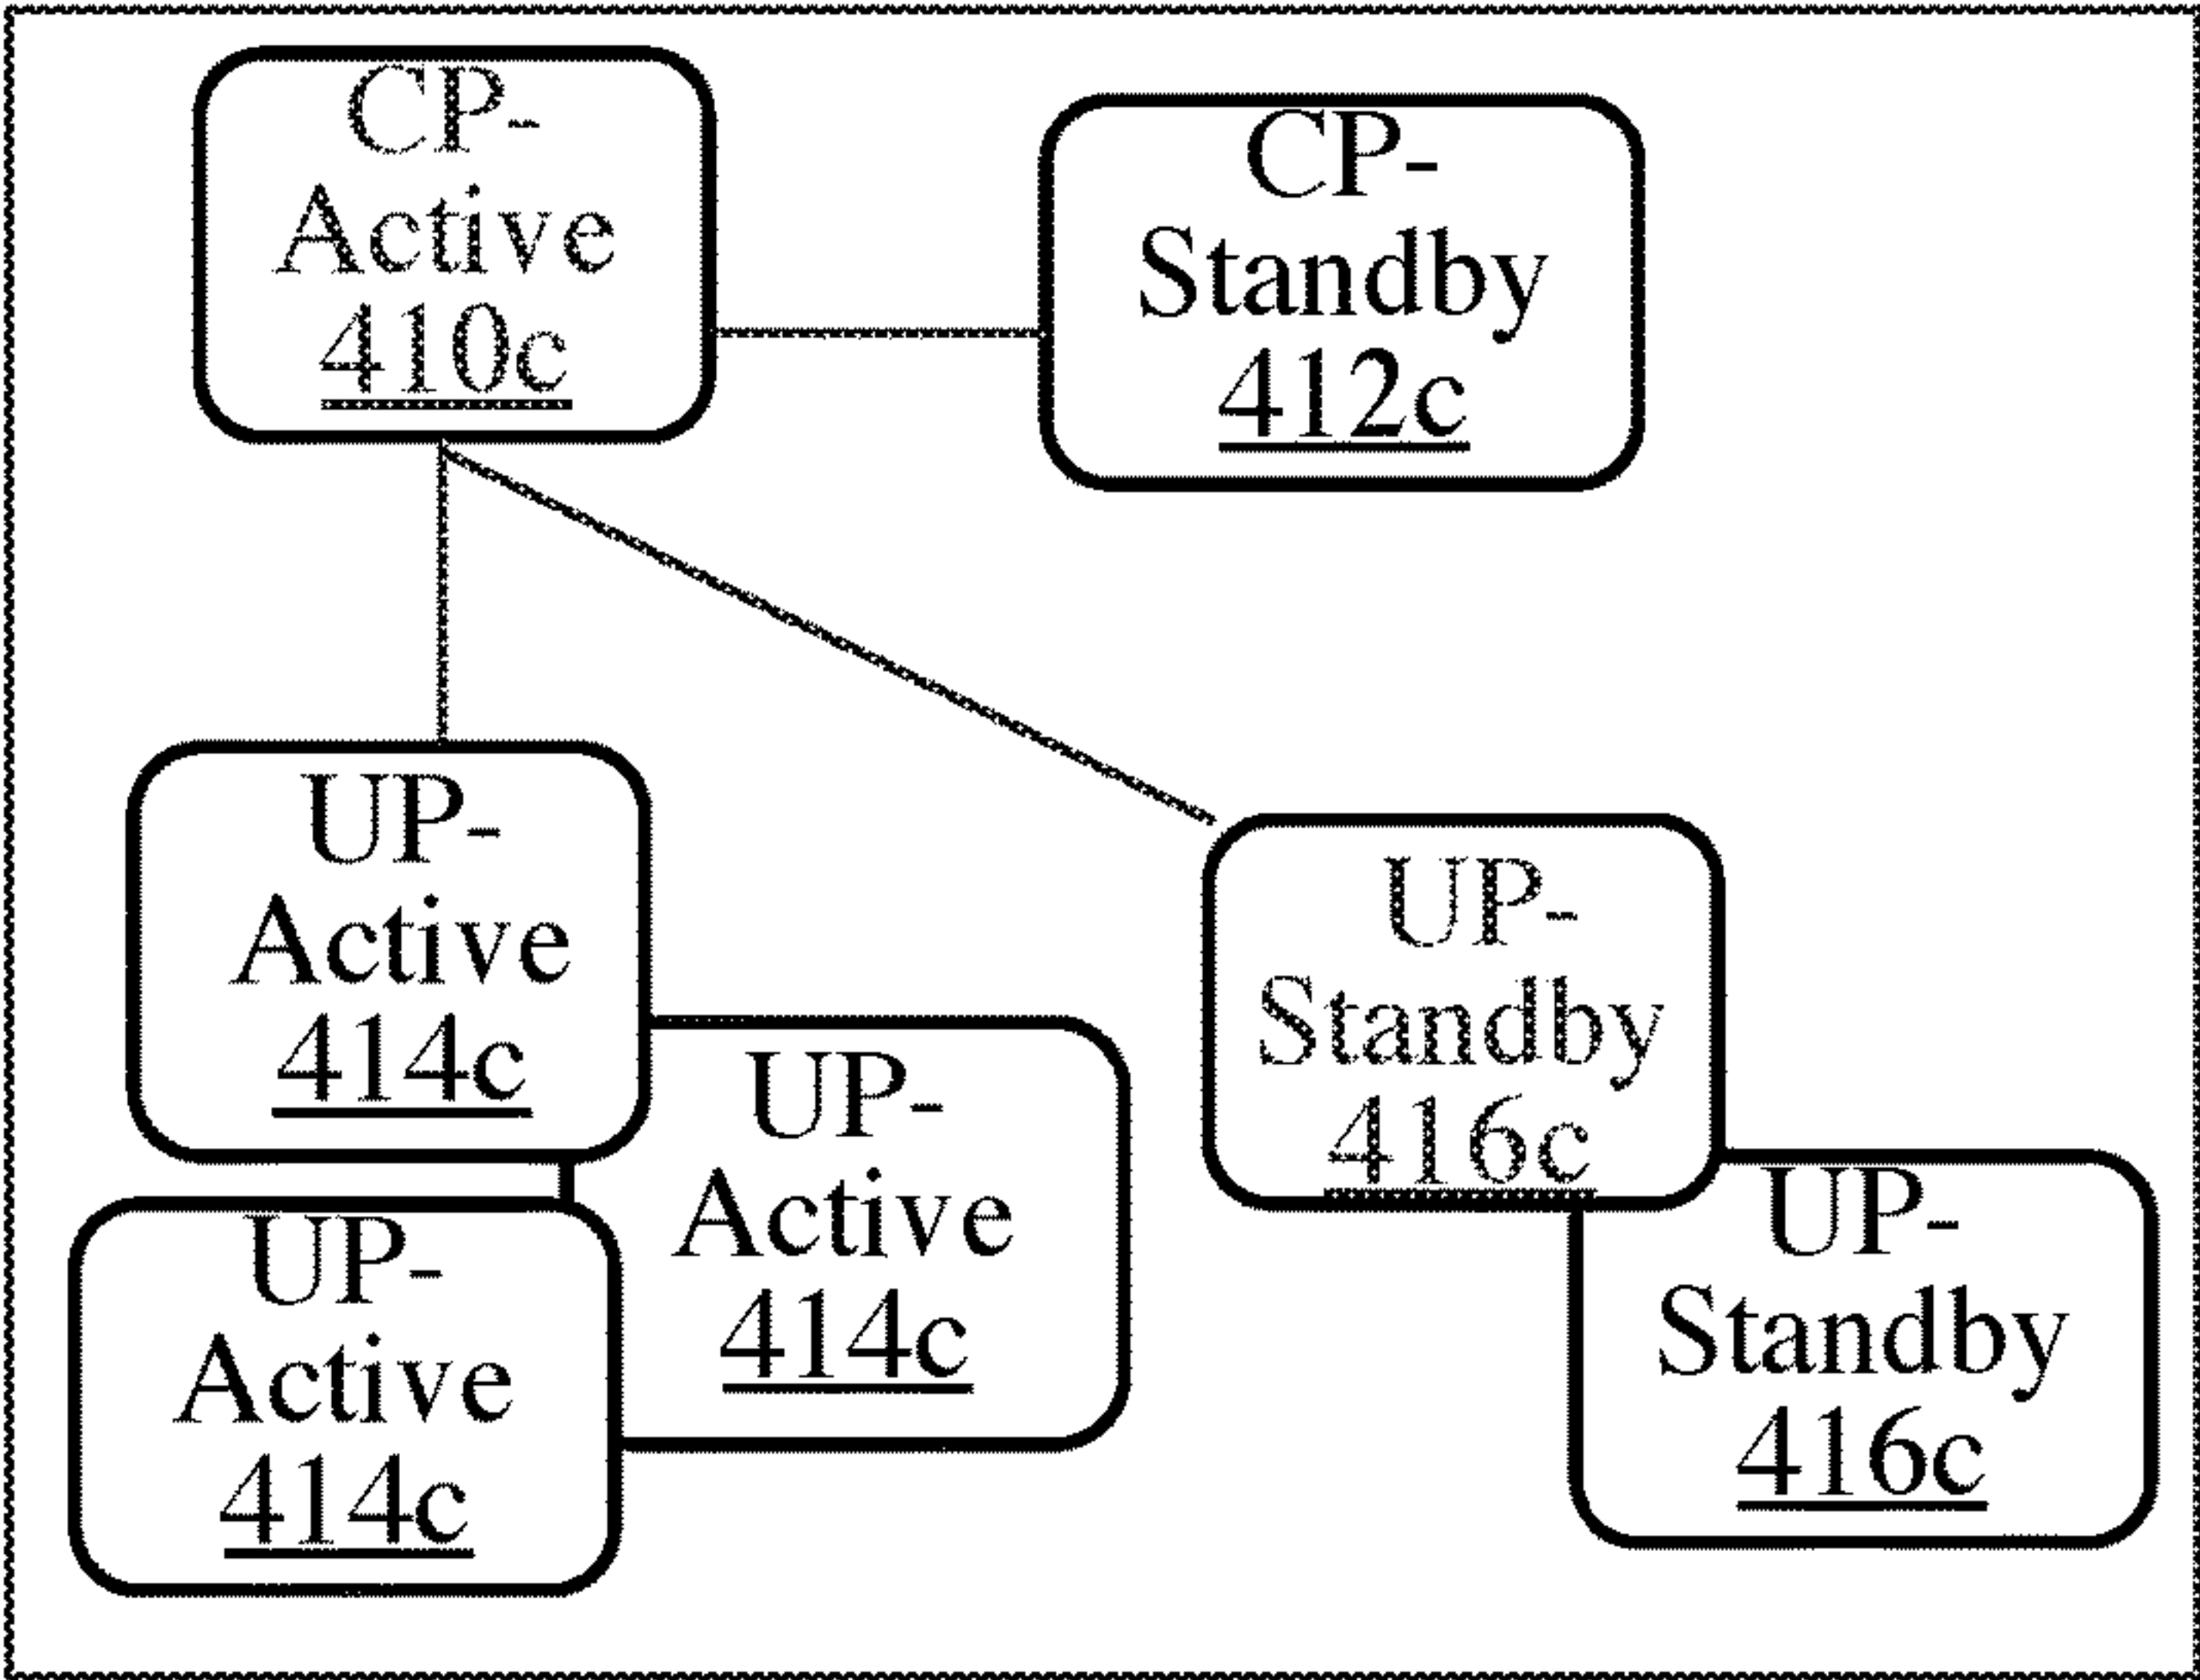 CP-
Active
410c
CP-
Standby
412c
UP-
Active
414c
UP-
Active
414c
UP-
Active
414c
UP-
Standby
416c
UP-
Standby
416c